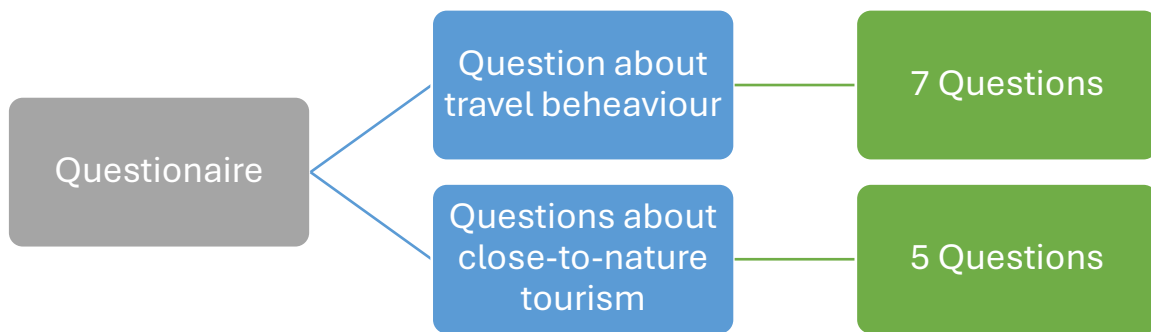 Questionaire
Question about
travel beheaviour
7 Questions
Questions about
close-to-nature
tourism
5 Questions